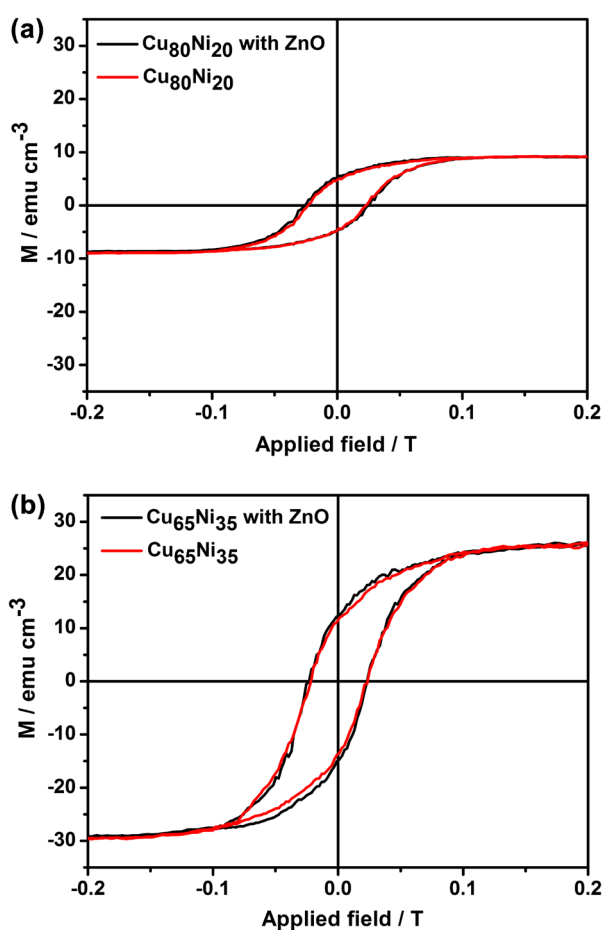 (a)
Cu80Ni20 with ZnO
Cu80Ni20
M / emu cm-3
30
20
10
0
-10
-20
-30
-0.2 -0.1 0.0 0.1 0.2
Applied field / T
(b)
Cu65Ni35 with ZnO
Cu65Ni35
M / emu cm-3
30
20
10
0
-10
-20
-30
-0.2 -0.1 0.0 0.1 0.2
Applied field / T